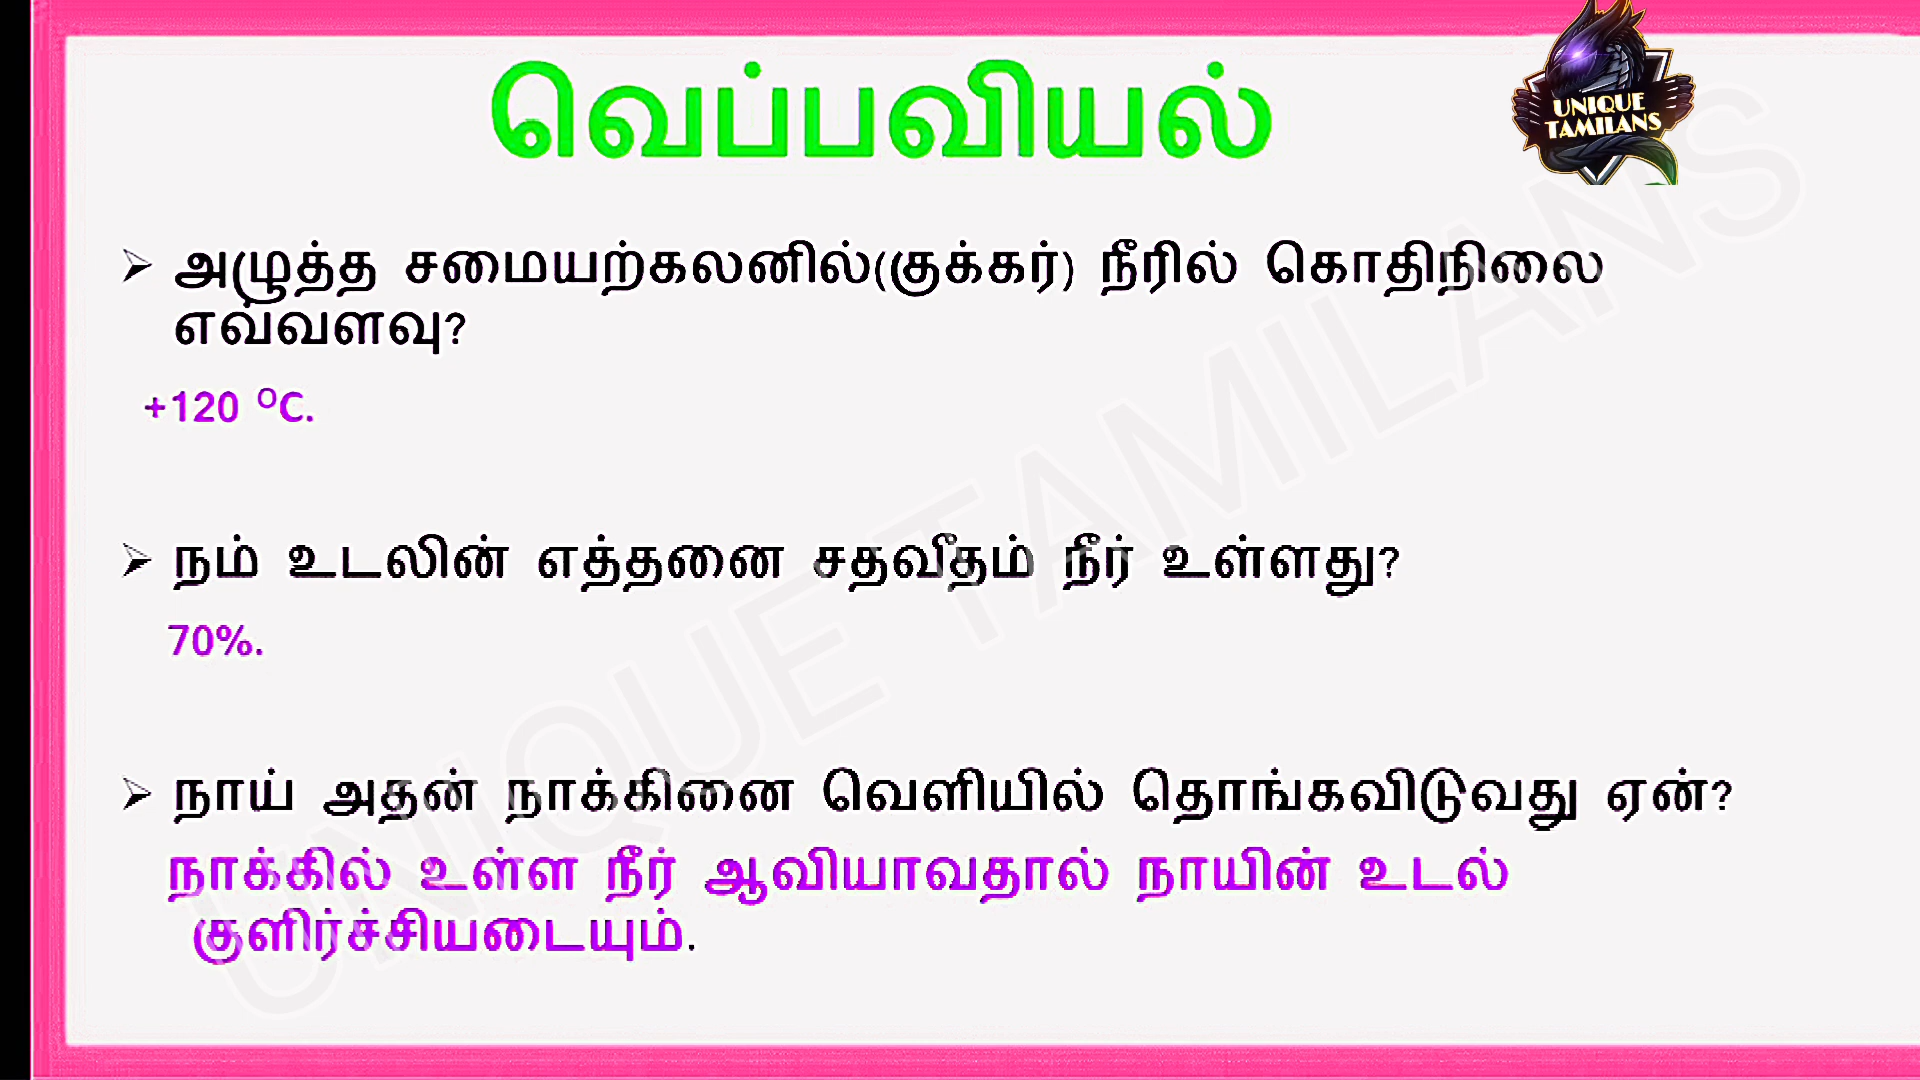 வெப்பவியல்
UNIQUE
TAMILANS
➢ அழுத்த சமையற்கலனில்(குக்கர்) நீரில் கொதிநிலை
எவ்வளவு?
+120 ⁰C.
➢ நம் உடலின் எத்தனை சதவீதம் நீர் உள்ளது?
70%.
➢ நாய் அதன் நாக்கினை வெளியில் தொங்கவிடுவது ஏன்?
நாக்கில் உள்ள நீர் ஆவியாவதால் நாயின் உடல்
குளிர்ச்சியடையும்.
UNIQUE TAMILANS